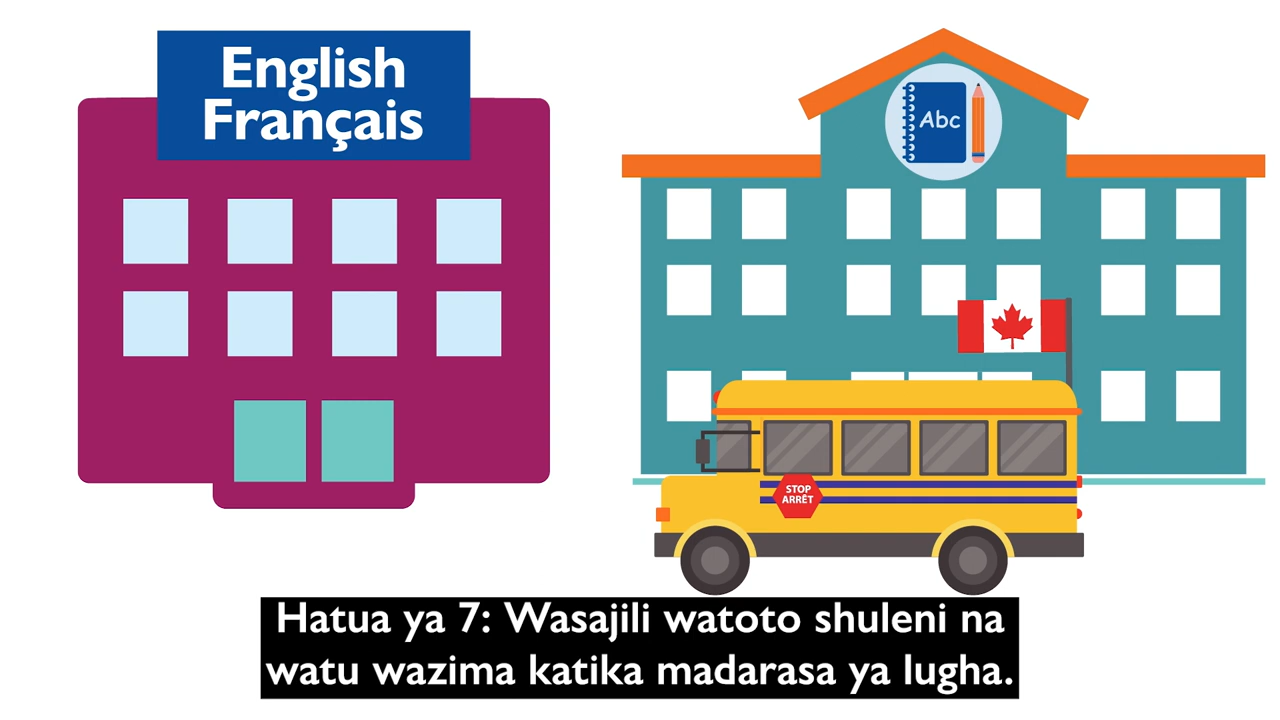 English
Français
Abc
STOP
ARRÊT
Hatua ya 7: Wasajili watoto shuleni na
watu wazima katika madarasa ya lugha.